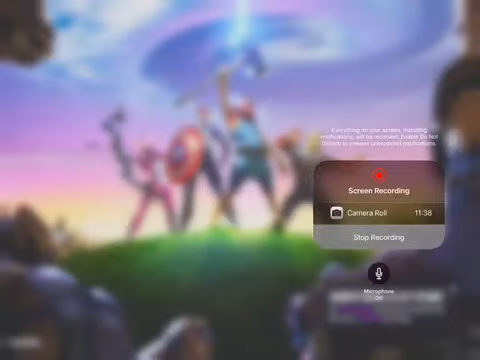 Everything on your screen, including
notifications, will be recorded. Enable Do Not
Disturb to prevent unexpected notifications.
Screen Recording
Camera Roll 11:38
Stop Recording
Microphone
Off